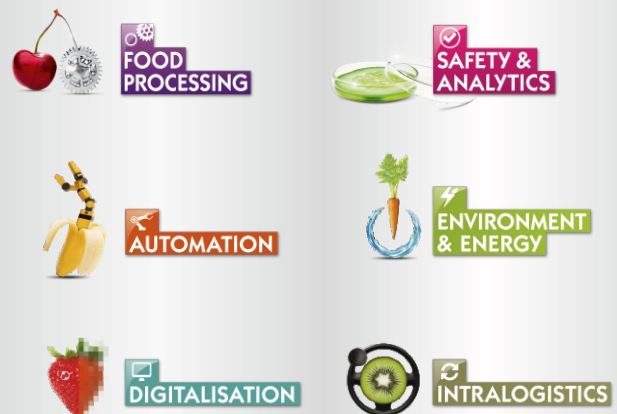 FOOD
PROCESSING
SAFETY &
ANALYTICS
AUTOMATION
ENVIRONMENT
& ENERGY
DIGITALISATION
INTRALOGISTICS